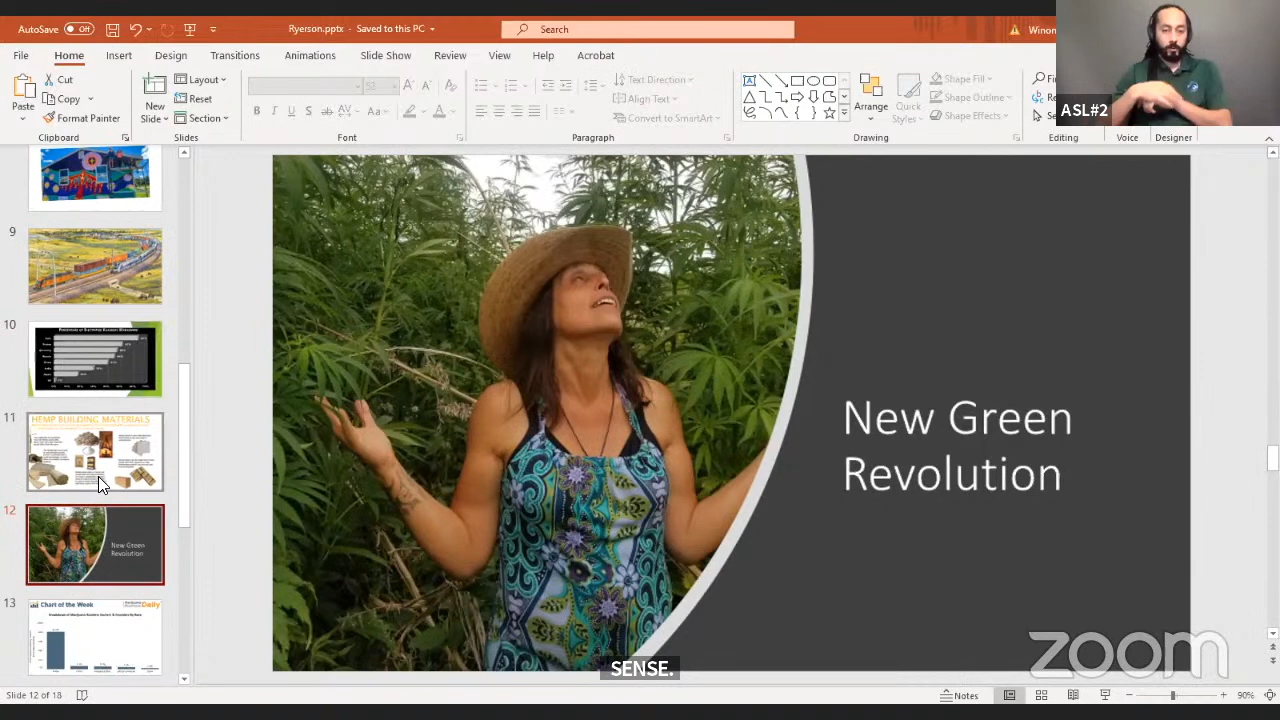 AutoSave Off
Ryerson.pptx - Saved to this PC
Search
Winon
File Home Insert Design Transitions Animations Slide Show Review View Help Acrobat
Paste
Cut
Copy
Format Painter
Clipboard
New
Slide
Layout
Reset
Section
Slides
Font
Text Direction
Align Text
Convert to SmartArt
Paragraph
Arrange
Quick
Styles
Shape Fill
Shape Outline
Shape Effects
Drawing
Editing
Voice
Designer
ASL#2
9
10
11
HEMP BUILDING MATERIALS
12
New Green
Revolution
13
Chart of the Week
Daily
New Green
Revolution
SENSE.
zoom
Slide 12 of 18
Notes
90%